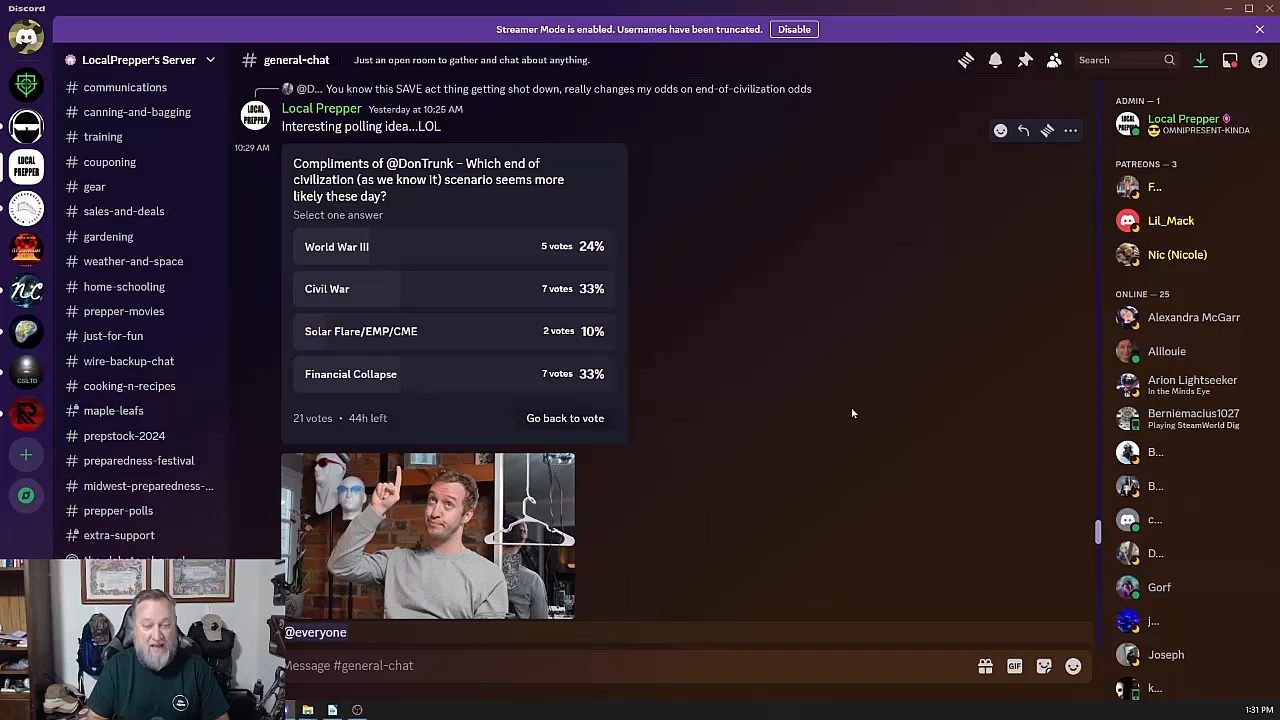 Discord
Streamer Mode is enabled. Usernames have been truncated.
Disable
LocalPrepper's Server
# general-chat
Just an open room to gather and chat about anything.
Search
# communications
# canning-and-bagging
# training
# couponing
# gear
# sales-and-deals
# gardening
# weather-and-space
# home-schooling
# prepper-movies
# just-for-fun
# wire-backup-chat
# cooking-n-recipes
# maple-leafs
# prepstock-2024
# preparedness-festival
# midwest-preparedness-...
# prepper-polls
# extra-support
LOCAL
PREPPER
NC
CSILTD
@D... You know this SAVE act thing getting shot down, really changes my odds on end-of-civilization odds
LOCAL
PREPPER
Local Prepper Yesterday at 10:25 AM
Interesting polling idea...LOL
10:29 AM
Compliments of @DonTrunk – Which end of
civilization (as we know it) scenario seems more
likely these day?
Select one answer
World War III 5 votes 24%
Civil War 7 votes 33%
Solar Flare/EMP/CME 2 votes 10%
Financial Collapse 7 votes 33%
21 votes • 44h left
Go back to vote
@everyone
Message #general-chat
GIF
ADMIN — 1
Local Prepper
OMNIPRESENT-KINDA
PATREONS — 3
F...
Lil_Mack
Nic (Nicole)
ONLINE — 25
Alexandra McGarr
Arion Lightseeker
In the Minds Eye
Berniemacius1027
Playing SteamWorld Dig
B...
B...
c...
D...
Gorf
j...
Joseph
k...
1:31 PM